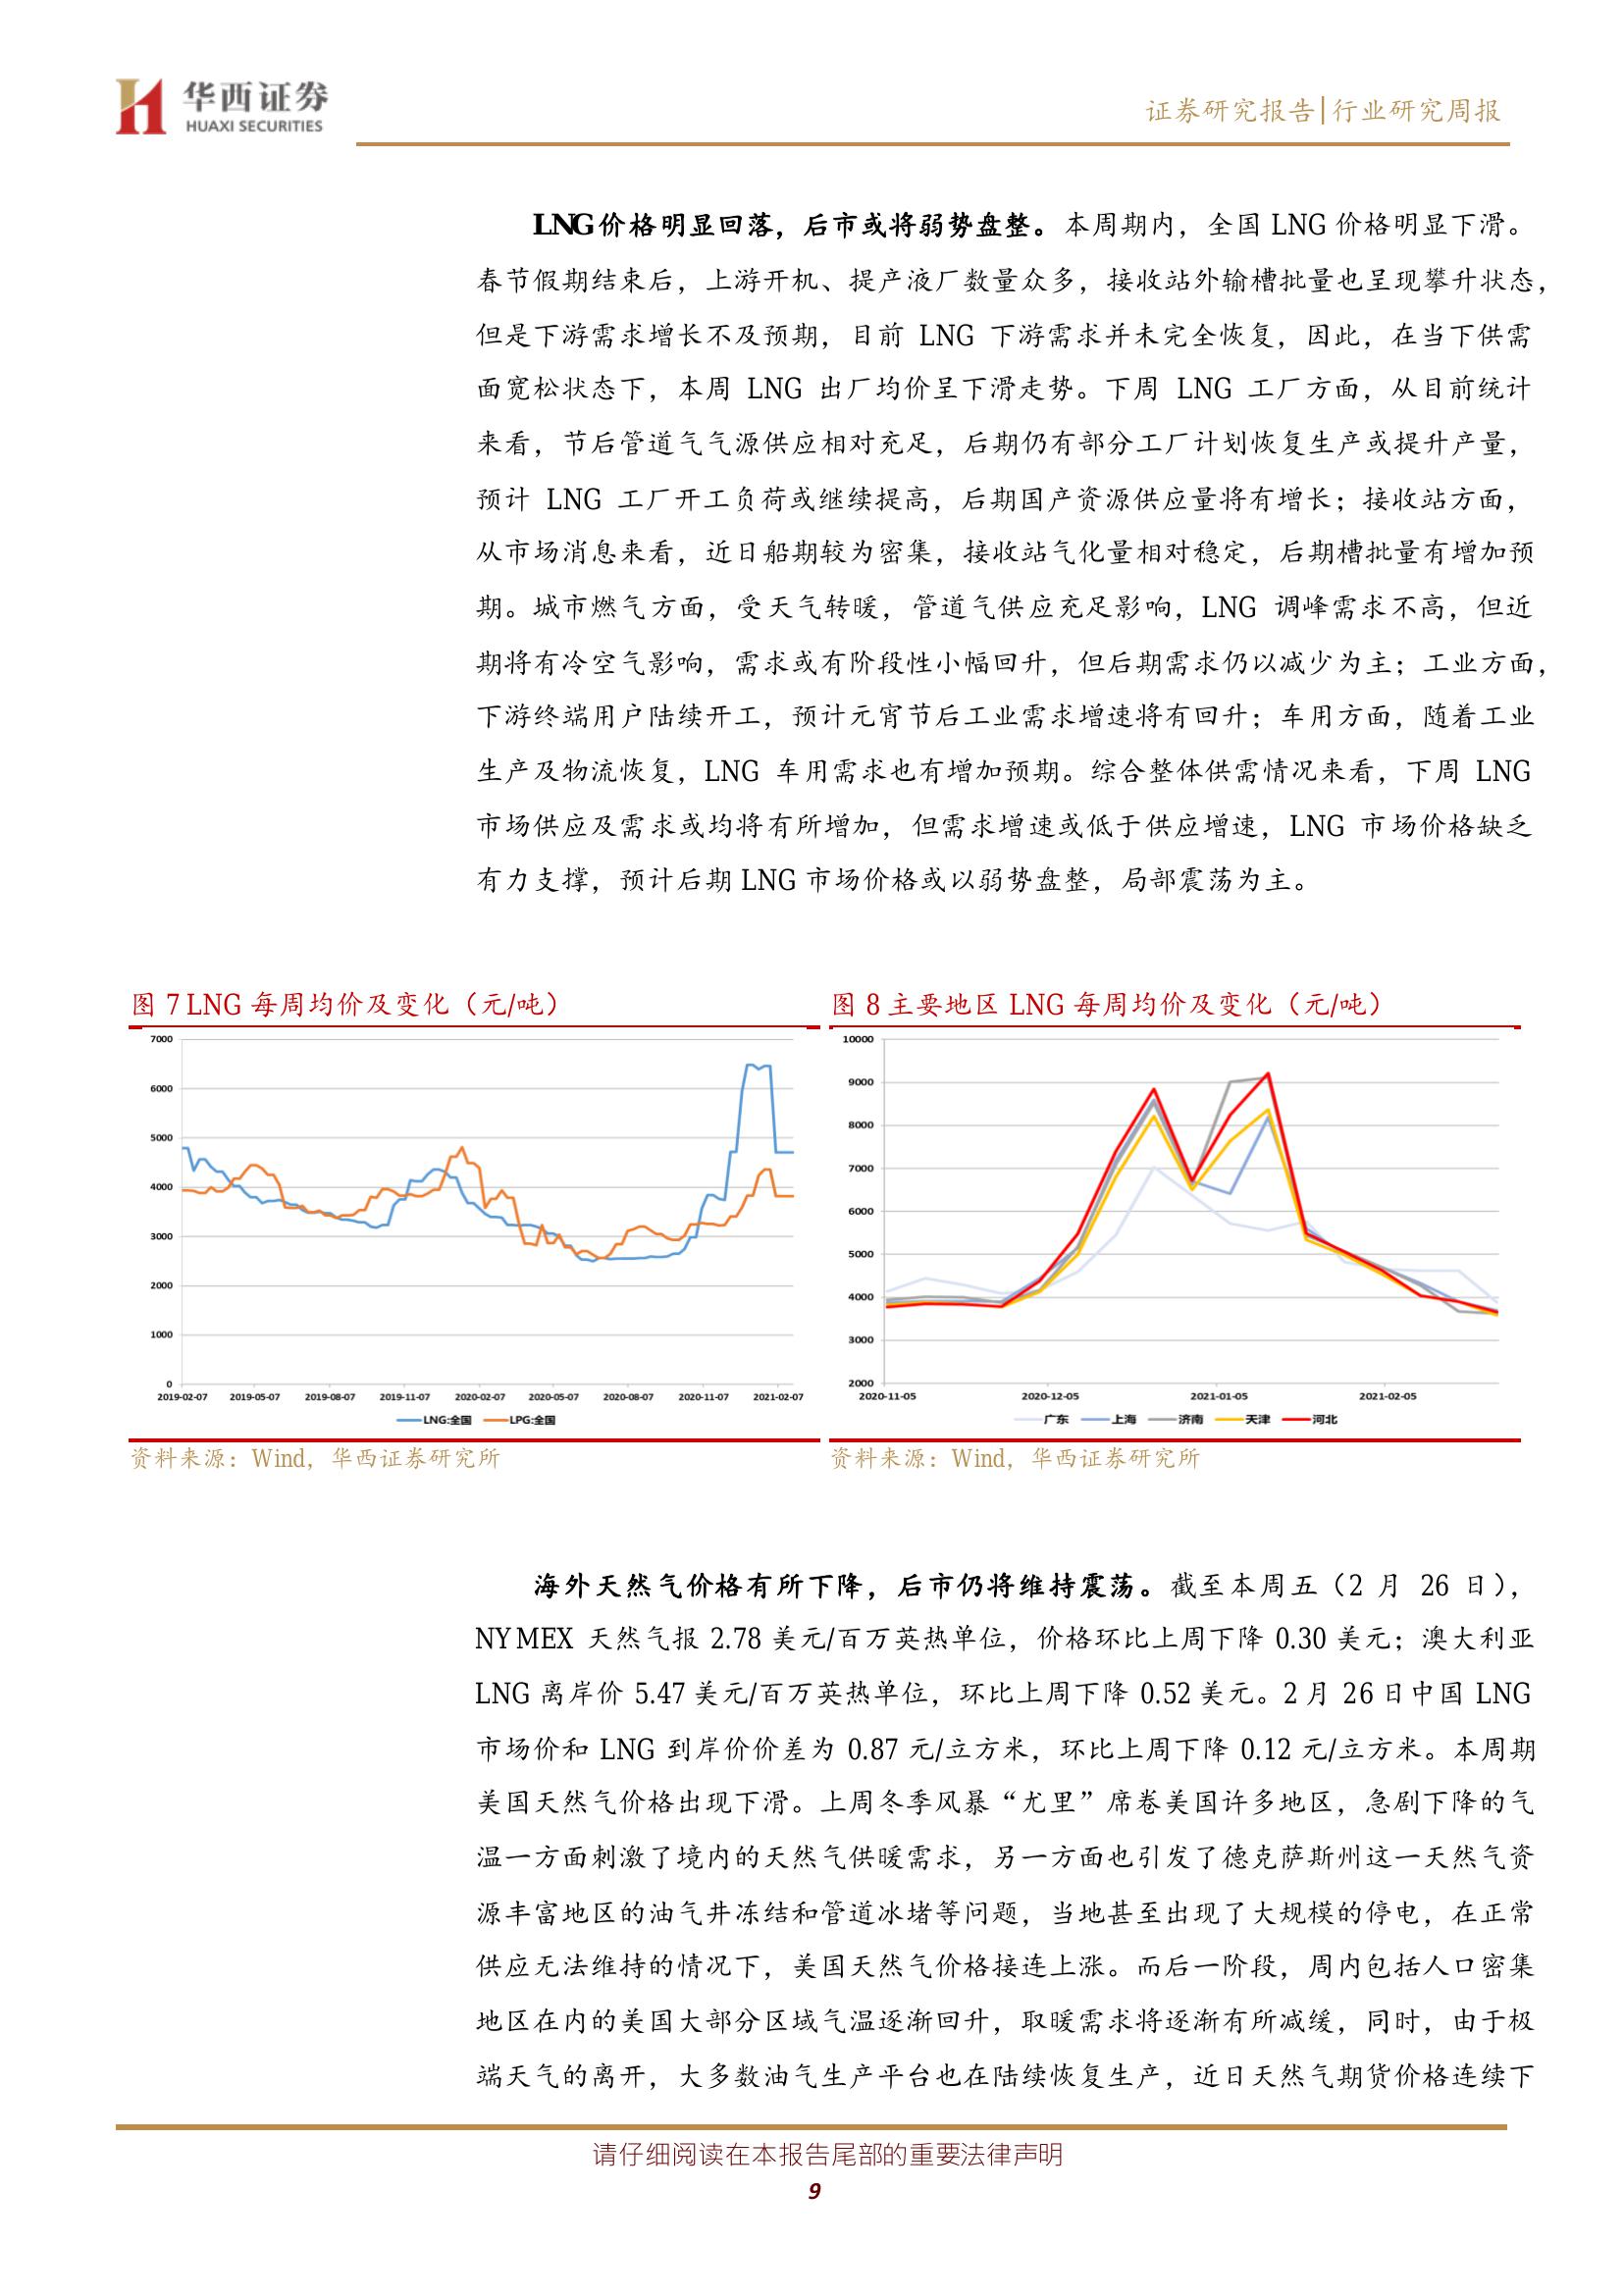 华西证券
HUAXI SECURITIES
证券研究报告|行业研究周报
LNG价格明显回落，后市或将弱势盘整。本周期内，全国 LNG 价格明显下滑。
春节假期结束后，上游开机、提产液厂数量众多，接收站外输槽批量也呈现攀升状态，
但是下游需求增长不及预期，目前 LNG 下游需求并未完全恢复，因此，在当下供需
面宽松状态下，本周 LNG 出厂均价呈下滑走势。下周 LNG 工厂方面，从目前统计
来看，节后管道气气源供应相对充足，后期仍有部分工厂计划恢复生产或提升产量，
预计 LNG 工厂开工负荷或继续提高，后期国产资源供应量将有增长；接收站方面，
从市场消息来看，近日船期较为密集，接收站气化量相对稳定，后期槽批量有增加预
期。城市燃气方面，受天气转暖，管道气供应充足影响，LNG 调峰需求不高，但近
期将有冷空气影响，需求或有阶段性小幅回升，但后期需求仍以减少为主；工业方面，
下游终端用户陆续开工，预计元宵节后工业需求增速将有回升；车用方面，随着工业
生产及物流恢复，LNG 车用需求也有增加预期。综合整体供需情况来看，下周 LNG
市场供应及需求或均将有所增加，但需求增速或低于供应增速，LNG 市场价格缺乏
有力支撑，预计后期 LNG 市场价格或以弱势盘整，局部震荡为主。
图 7 LNG 每周均价及变化（元/吨）
7000
6000
5000
4000
3000
2000
1000
0
2019-02-07 2019-05-07 2019-08-07 2019-11-07 2020-02-07 2020-05-07 2020-08-07 2020-11-07 2021-02-07
LNG:全国 LPG:全国
资料来源：Wind，华西证券研究所
图 8 主要地区 LNG 每周均价及变化（元/吨）
10000
9000
8000
7000
6000
5000
4000
3000
2000
2020-11-05 2020-12-05 2021-01-05 2021-02-05
广东 上海 济南 天津 河北
资料来源：Wind，华西证券研究所
海外天然气价格有所下降，后市仍将维持震荡。截至本周五（2 月 26 日），
NYMEX 天然气报 2.78 美元/百万英热单位，价格环比上周下降 0.30 美元；澳大利亚
LNG 离岸价 5.47 美元/百万英热单位，环比上周下降 0.52 美元。2 月 26 日中国 LNG
市场价和 LNG 到岸价价差为 0.87 元/立方米，环比上周下降 0.12 元/立方米。本周期
美国天然气价格出现下滑。上周冬季风暴“尤里”席卷美国许多地区，急剧下降的气
温一方面刺激了境内的天然气供暖需求，另一方面也引发了德克萨斯州这一天然气资
源丰富地区的油气井冻结和管道冰堵等问题，当地甚至出现了大规模的停电，在正常
供应无法维持的情况下，美国天然气价格接连上涨。而后一阶段，周内包括人口密集
地区在内的美国大部分区域气温逐渐回升，取暖需求将逐渐有所减缓，同时，由于极
端天气的离开，大多数油气生产平台也在陆续恢复生产，近日天然气期货价格连续下
请仔细阅读在本报告尾部的重要法律声明
9